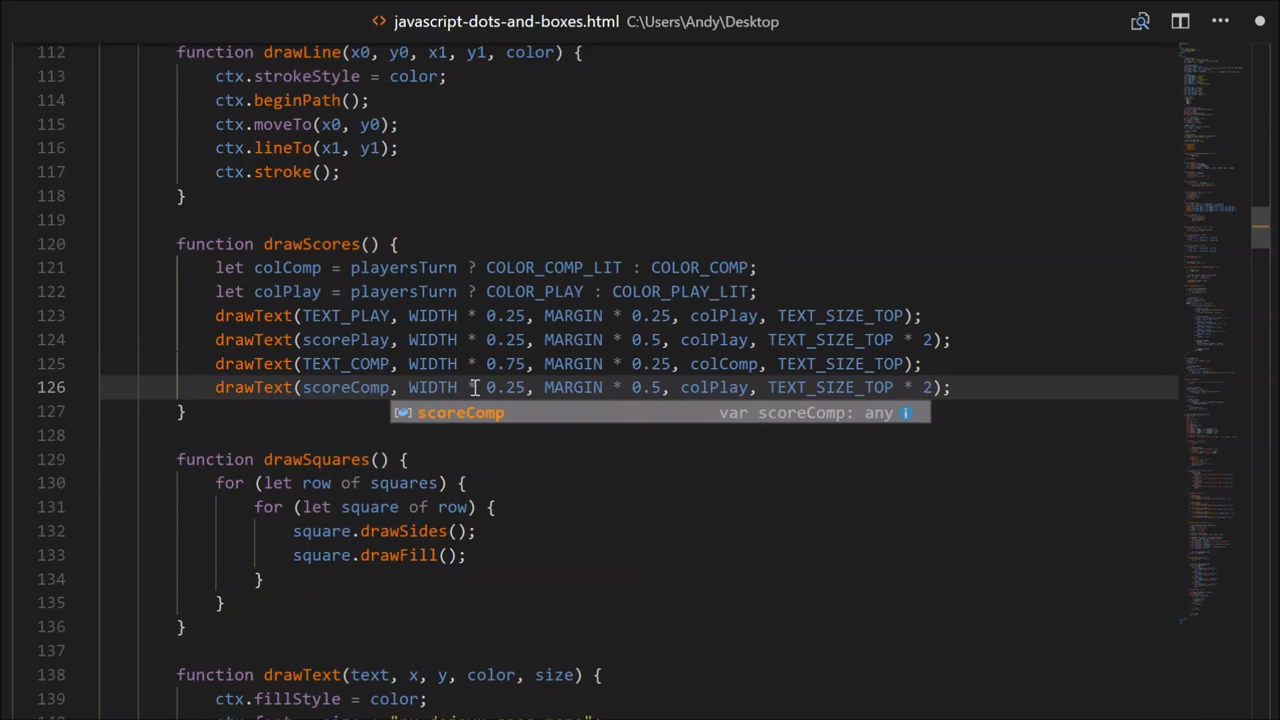 javascript-dots-and-boxes.html C:\Users\Andy\Desktop
112 function drawLine(x0, y0, x1, y1, color) {
113 ctx.strokeStyle = color;
114 ctx.beginPath();
115 ctx.moveTo(x0, y0);
116 ctx.lineTo(x1, y1);
117 ctx.stroke();
118 }
119
120 function drawScores() {
121 let colComp = playersTurn ? COLOR_COMP_LIT : COLOR_COMP;
122 let colPlay = playersTurn ? COLOR_PLAY : COLOR_PLAY_LIT;
123 drawText(TEXT_PLAY, WIDTH * 0.25, MARGIN * 0.25, colPlay, TEXT_SIZE_TOP);
124 drawText(scorePlay, WIDTH * 0.25, MARGIN * 0.5, colPlay, TEXT_SIZE_TOP * 2);
125 drawText(TEXT_COMP, WIDTH * 0.75, MARGIN * 0.25, colComp, TEXT_SIZE_TOP);
126 drawText(scoreComp, WIDTH * 0.25, MARGIN * 0.5, colPlay, TEXT_SIZE_TOP * 2);
scoreComp var scoreComp: any
127 }
128
129 function drawSquares() {
130 for (let row of squares) {
131 for (let square of row) {
132 square.drawSides();
133 square.drawFill();
134 }
135 }
136 }
137
138 function drawText(text, x, y, color, size) {
139 ctx.fillStyle = color;